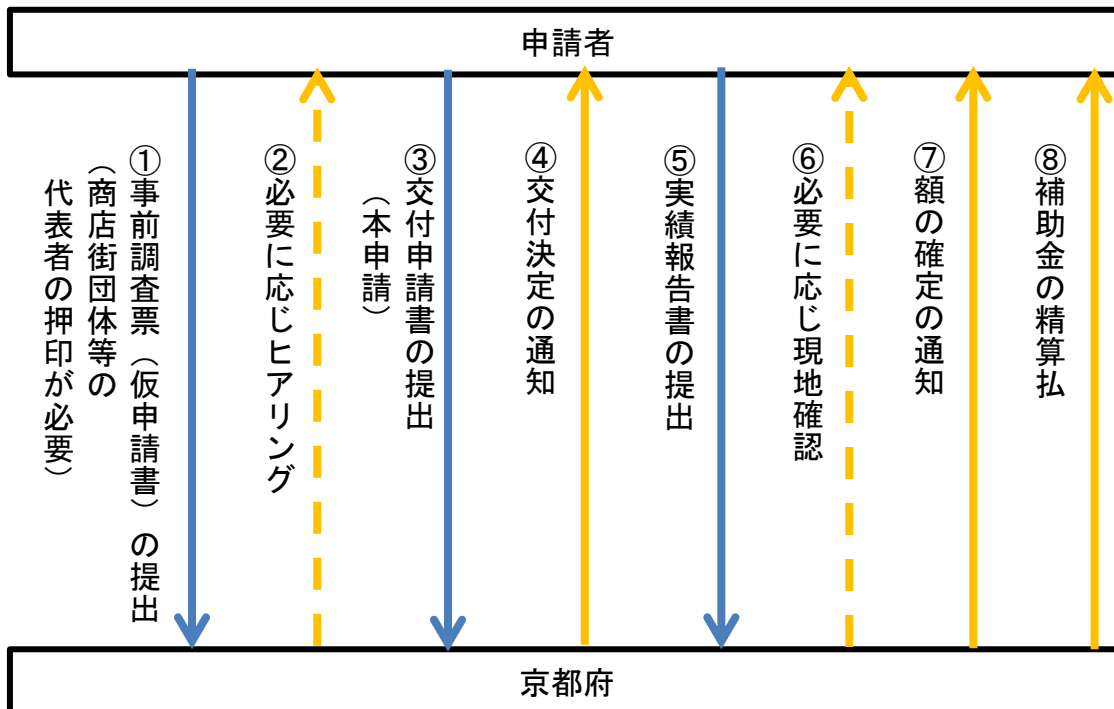 申請者
①事前調査票（仮申請書）の提出
（商店街団体等の
代表者の押印が必要）
②必要に応じヒアリング
③交付申請書の提出
（本申請）
④交付決定の通知
⑤実績報告書の提出
⑥必要に応じ現地確認
⑦額の確定の通知
⑧補助金の精算払
京都府